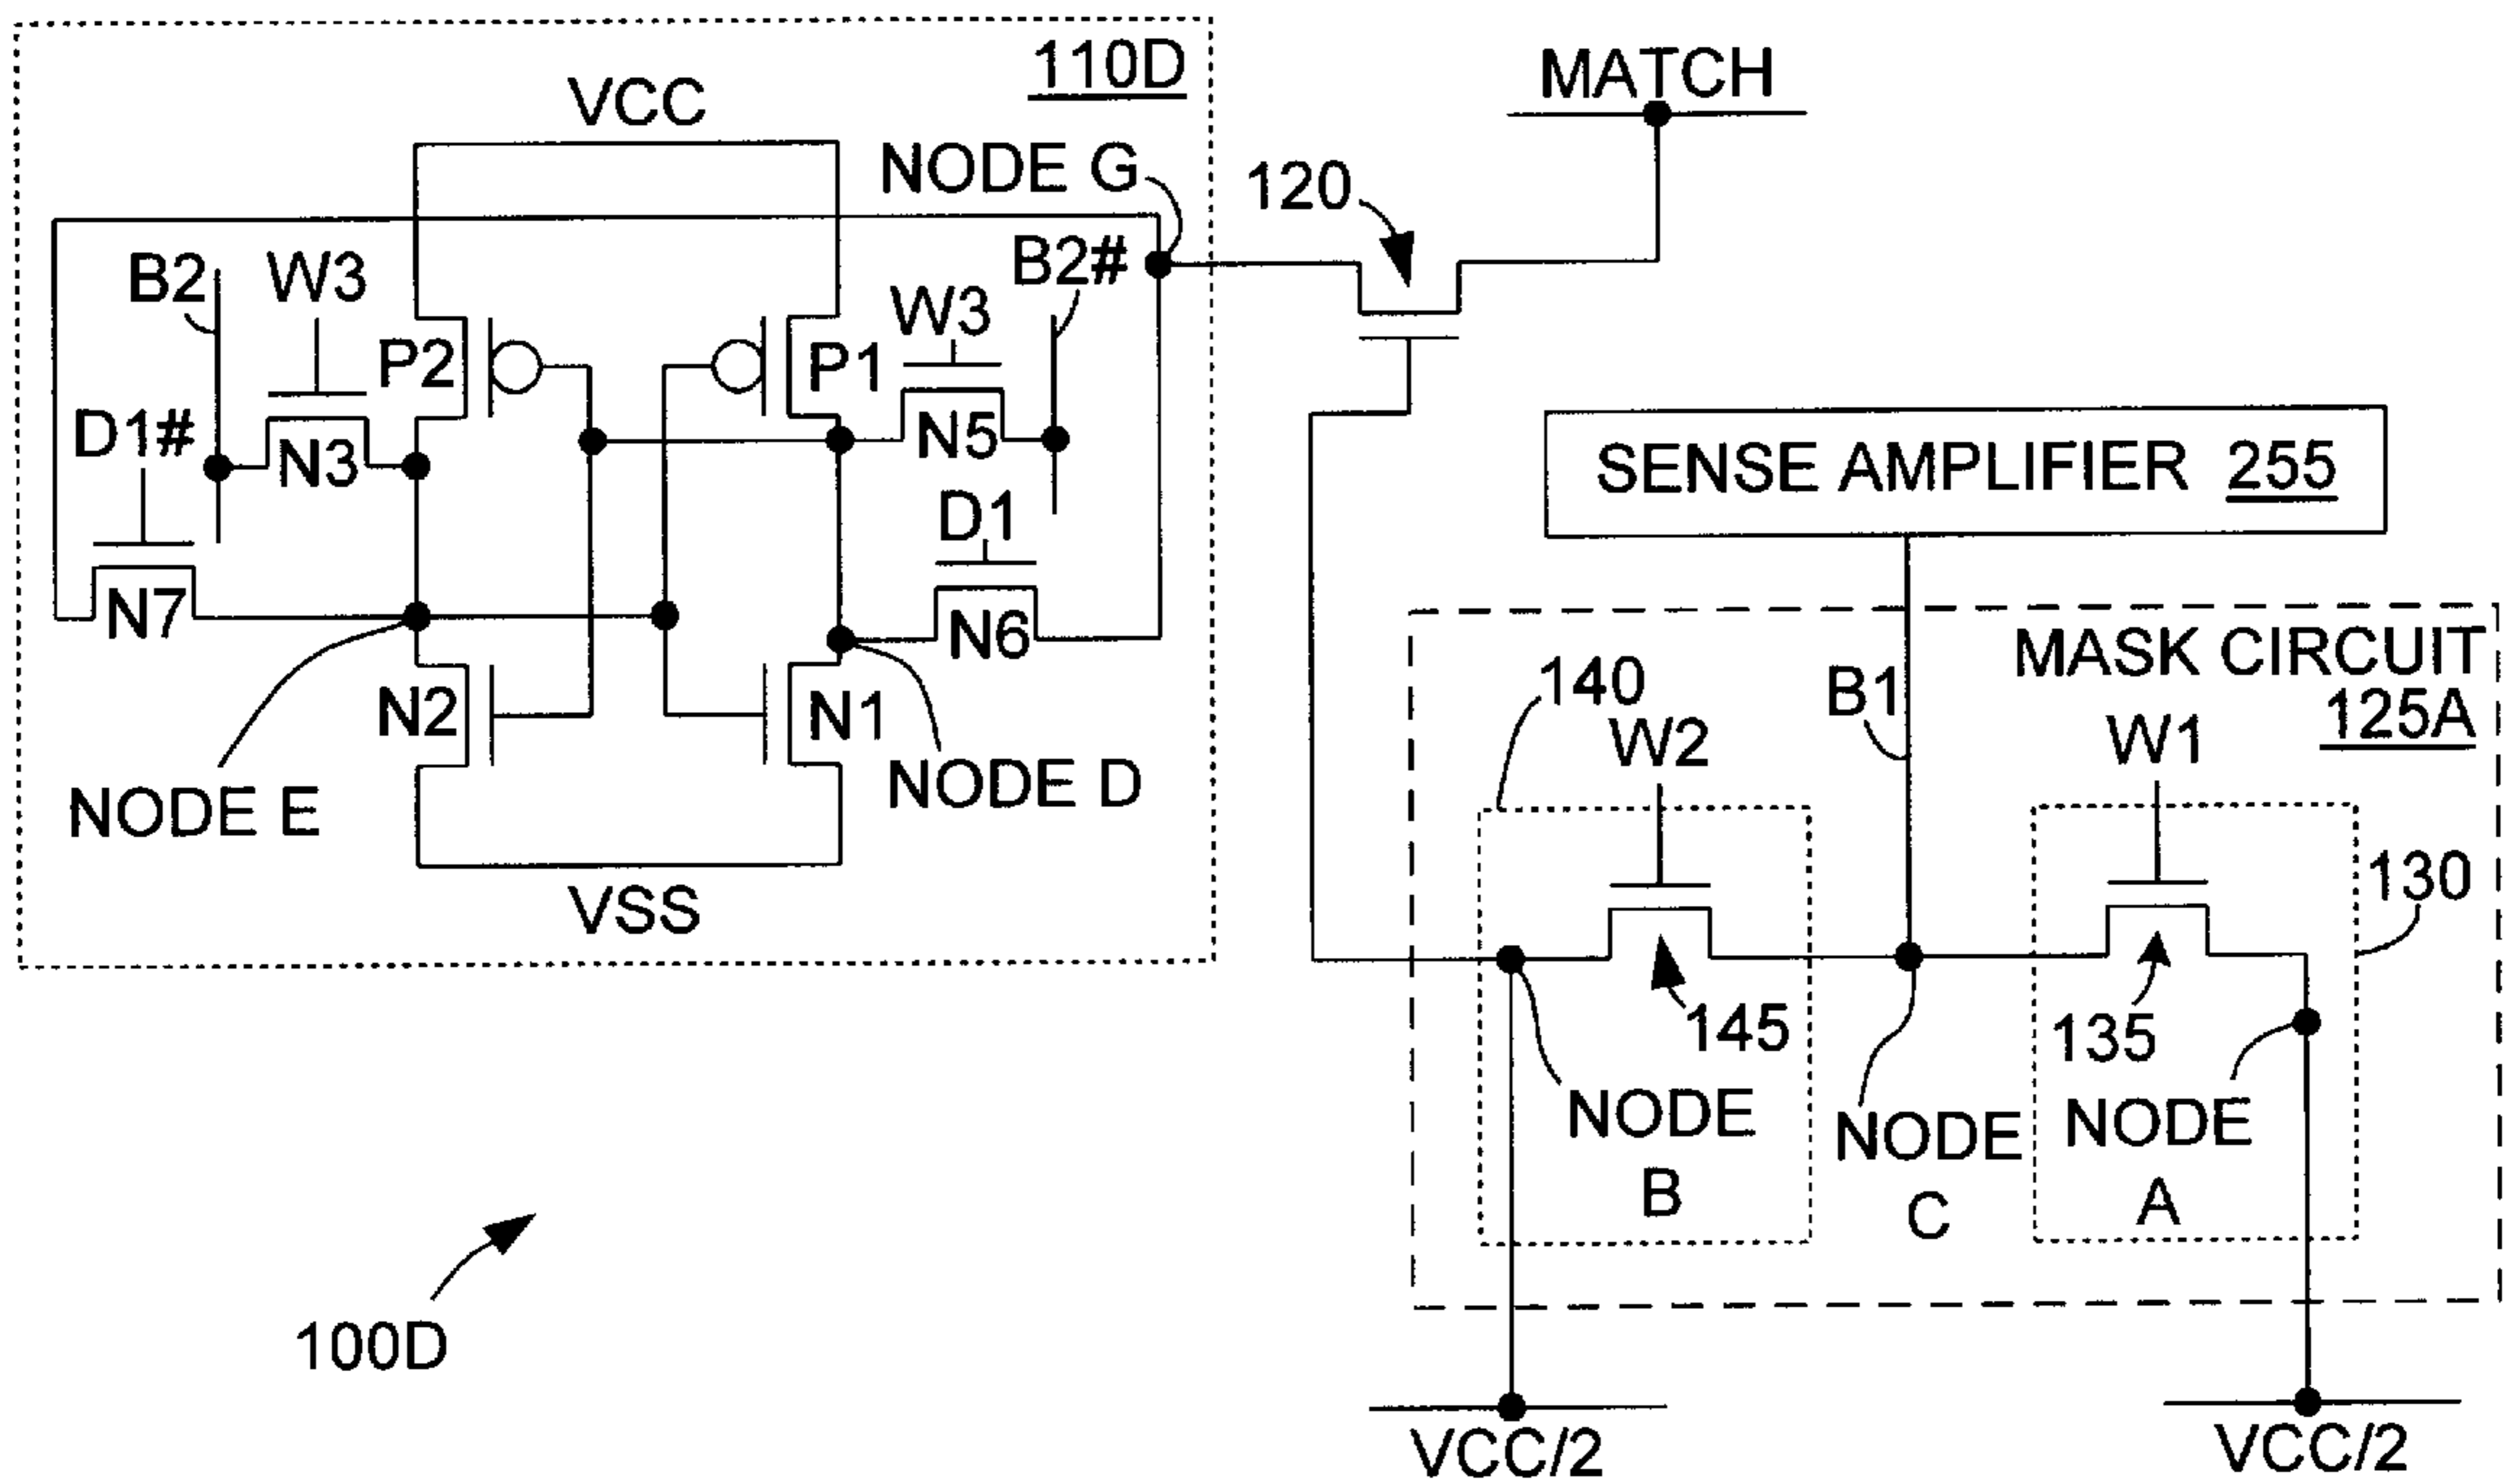 110D
VCC
MATCH
NODE G
120
B2
W3
B2#
W3
P2
P1
D1#
N3
N5
SENSE AMPLIFIER 255
D1
N7
N6
MASK CIRCUIT
125A
140
B1
N2
N1
W2
W1
NODE E
NODE D
VSS
130
145
135
NODE
B
NODE
C
NODE
A
100D
VCC/2
VCC/2